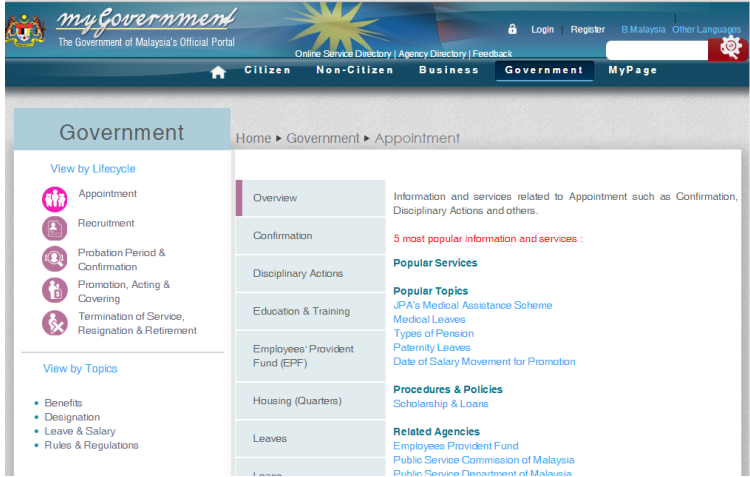 myGovernment
The Government of Malaysia's Official Portal
Login | Register B.Malaysia Other Languages
Online Service Directory | Agency Directory | Feedback
Citizen Non-Citizen Business Government MyPage
Government
Home ▸ Government ▸ Appointment
View by Lifecycle
Appointment
Recruitment
Probation Period &
Confirmation
Promotion, Acting &
Covering
Termination of Service,
Resignation & Retirement
View by Topics
Benefits
Designation
Leave & Salary
Rules & Regulations
Overview
Confirmation
Disciplinary Actions
Education & Training
Employees' Provident
Fund (EPF)
Housing (Quarters)
Leaves
Loans
Information and services related to Appointment such as Confirmation,
Disciplinary Actions and others.
5 most popular information and services :
Popular Services
Popular Topics
JPA's Medical Assistance Scheme
Medical Leaves
Types of Pension
Paternity Leaves
Date of Salary Movement for Promotion
Procedures & Policies
Scholarship & Loans
Related Agencies
Employees Provident Fund
Public Service Commission of Malaysia
Public Service Department of Malaysia